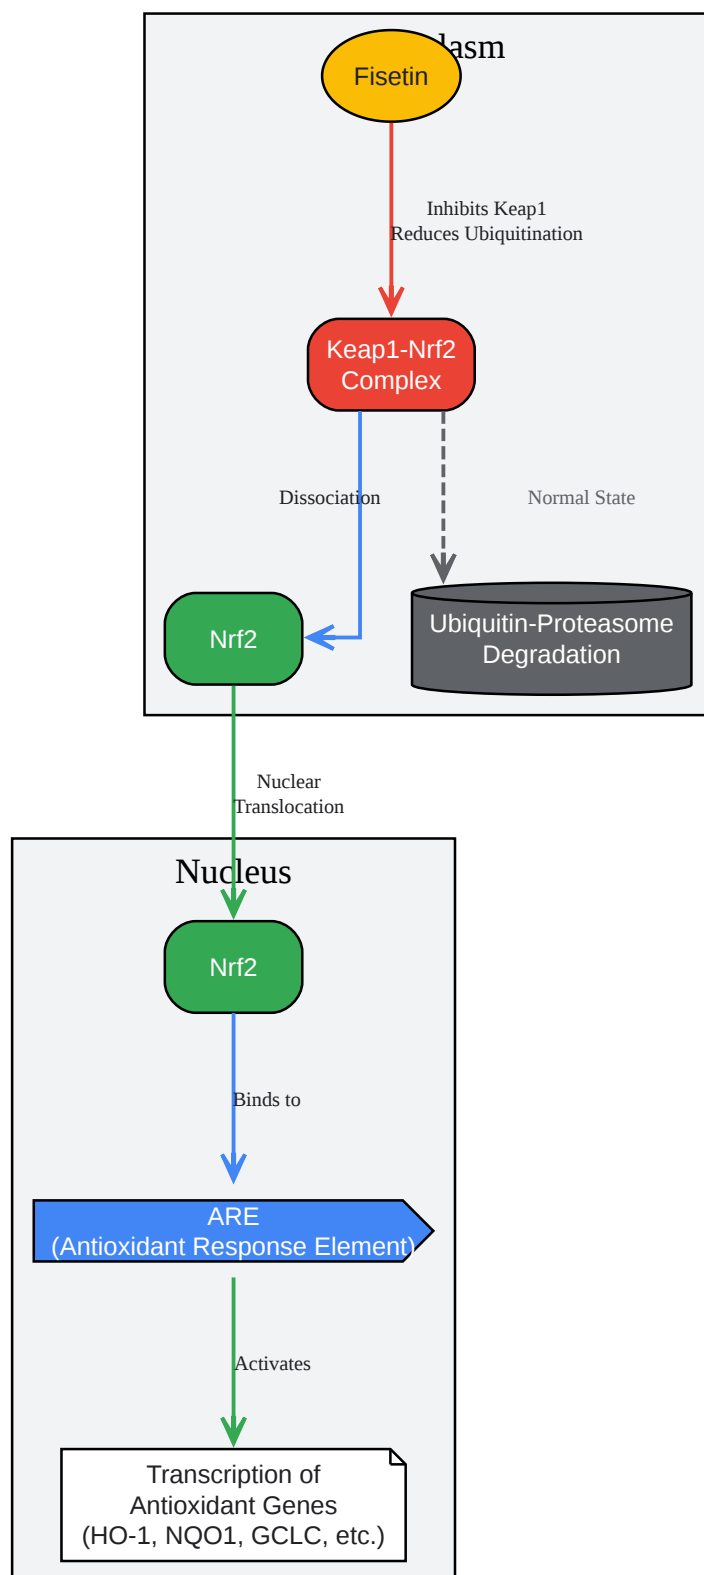 Fisetin
Inhibits Keap1
Reduces Ubiquitination
Keap1-Nrf2
Complex
Dissociation
Normal State
Nrf2
Ubiquitin-Proteasome
Degradation
Nuclear
Translocation
Nucleus
Nrf2
Binds to
ARE
(Antioxidant Response Element)
Activates
Transcription of
Antioxidant Genes
(HO-1, NQO1, GCLC, etc.)